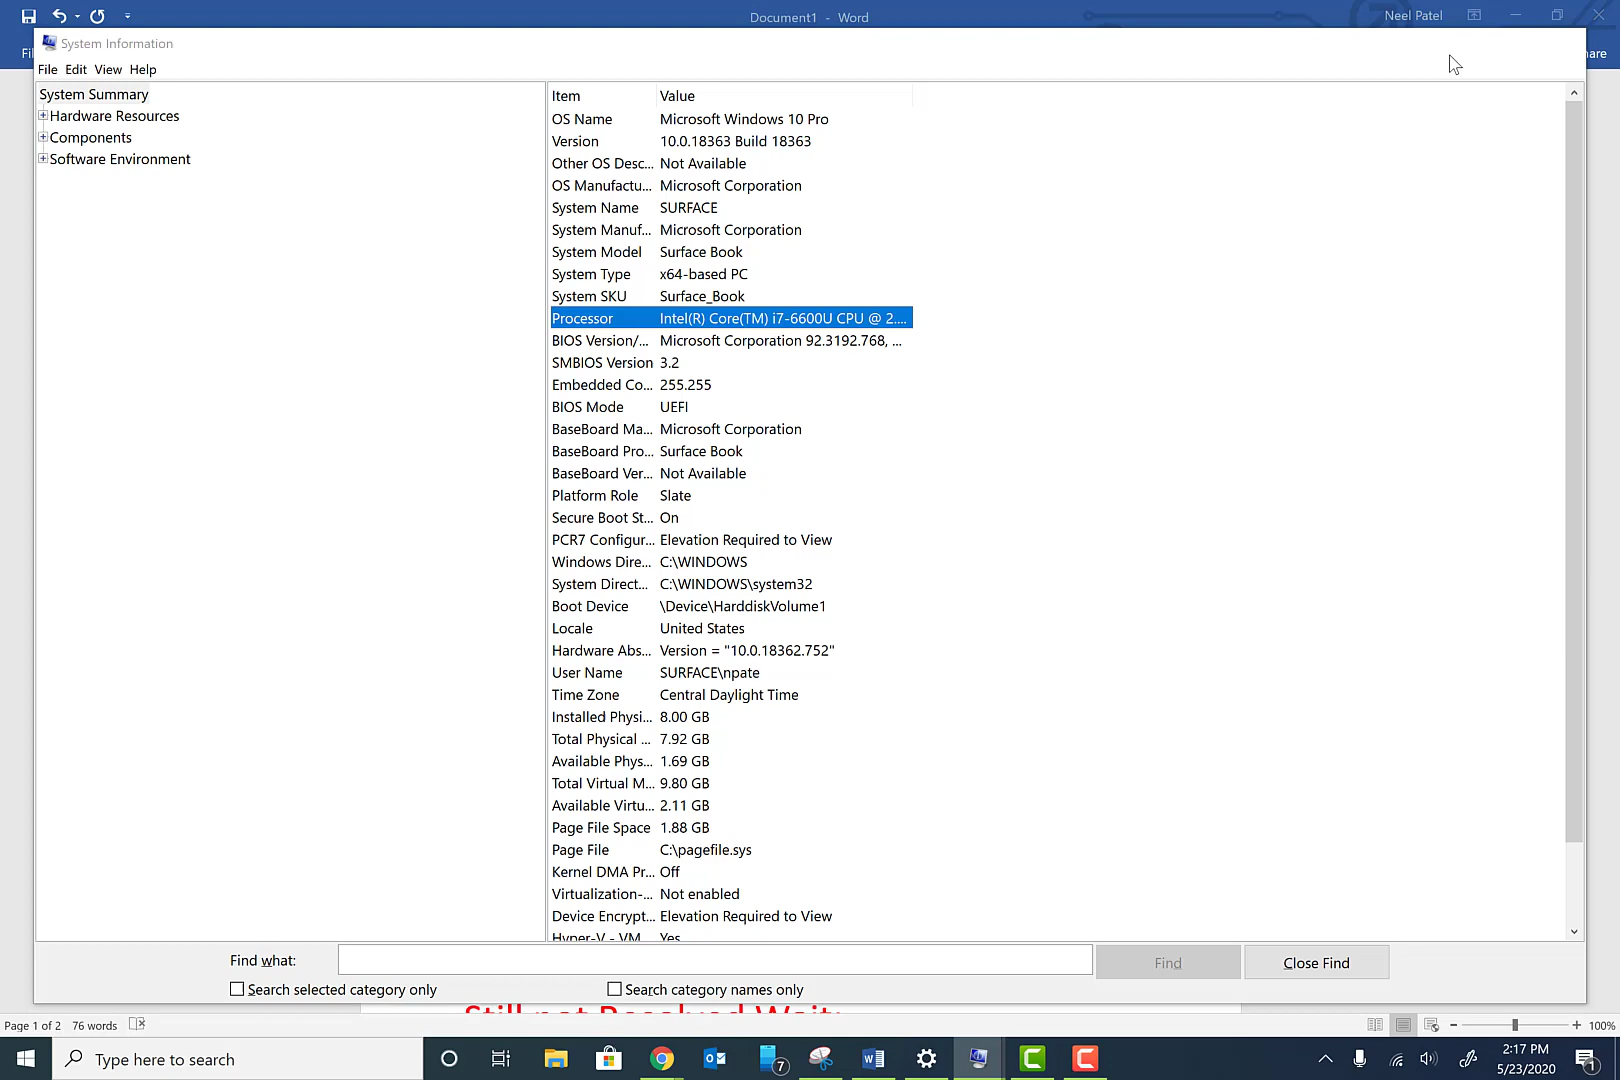 Document1 - Word
Neel Patel
System Information
File Edit View Help
System Summary
Hardware Resources
Components
Software Environment
Item Value
OS Name Microsoft Windows 10 Pro
Version 10.0.18363 Build 18363
Other OS Desc... Not Available
OS Manufactu... Microsoft Corporation
System Name SURFACE
System Manuf... Microsoft Corporation
System Model Surface Book
System Type x64-based PC
System SKU Surface_Book
Processor Intel(R) Core(TM) i7-6600U CPU @ 2....
BIOS Version/... Microsoft Corporation 92.3192.768, ...
SMBIOS Version 3.2
Embedded Co... 255.255
BIOS Mode UEFI
BaseBoard Ma... Microsoft Corporation
BaseBoard Pro... Surface Book
BaseBoard Ver... Not Available
Platform Role Slate
Secure Boot St... On
PCR7 Configur... Elevation Required to View
Windows Dire... C:\WINDOWS
System Direct... C:\WINDOWS\system32
Boot Device \Device\HarddiskVolume1
Locale United States
Hardware Abs... Version = "10.0.18362.752"
User Name SURFACE\npate
Time Zone Central Daylight Time
Installed Physi... 8.00 GB
Total Physical ... 7.92 GB
Available Phys... 1.69 GB
Total Virtual M... 9.80 GB
Available Virtu... 2.11 GB
Page File Space 1.88 GB
Page File C:\pagefile.sys
Kernel DMA Pr... Off
Virtualization-... Not enabled
Device Encrypt... Elevation Required to View
Hyper-V - VM Yes
Find what: Find Close Find
Search selected category only Search category names only
Still not Resolved Wait:
Page 1 of 2 76 words 100%
Type here to search 7 2:17 PM
5/23/2020 1